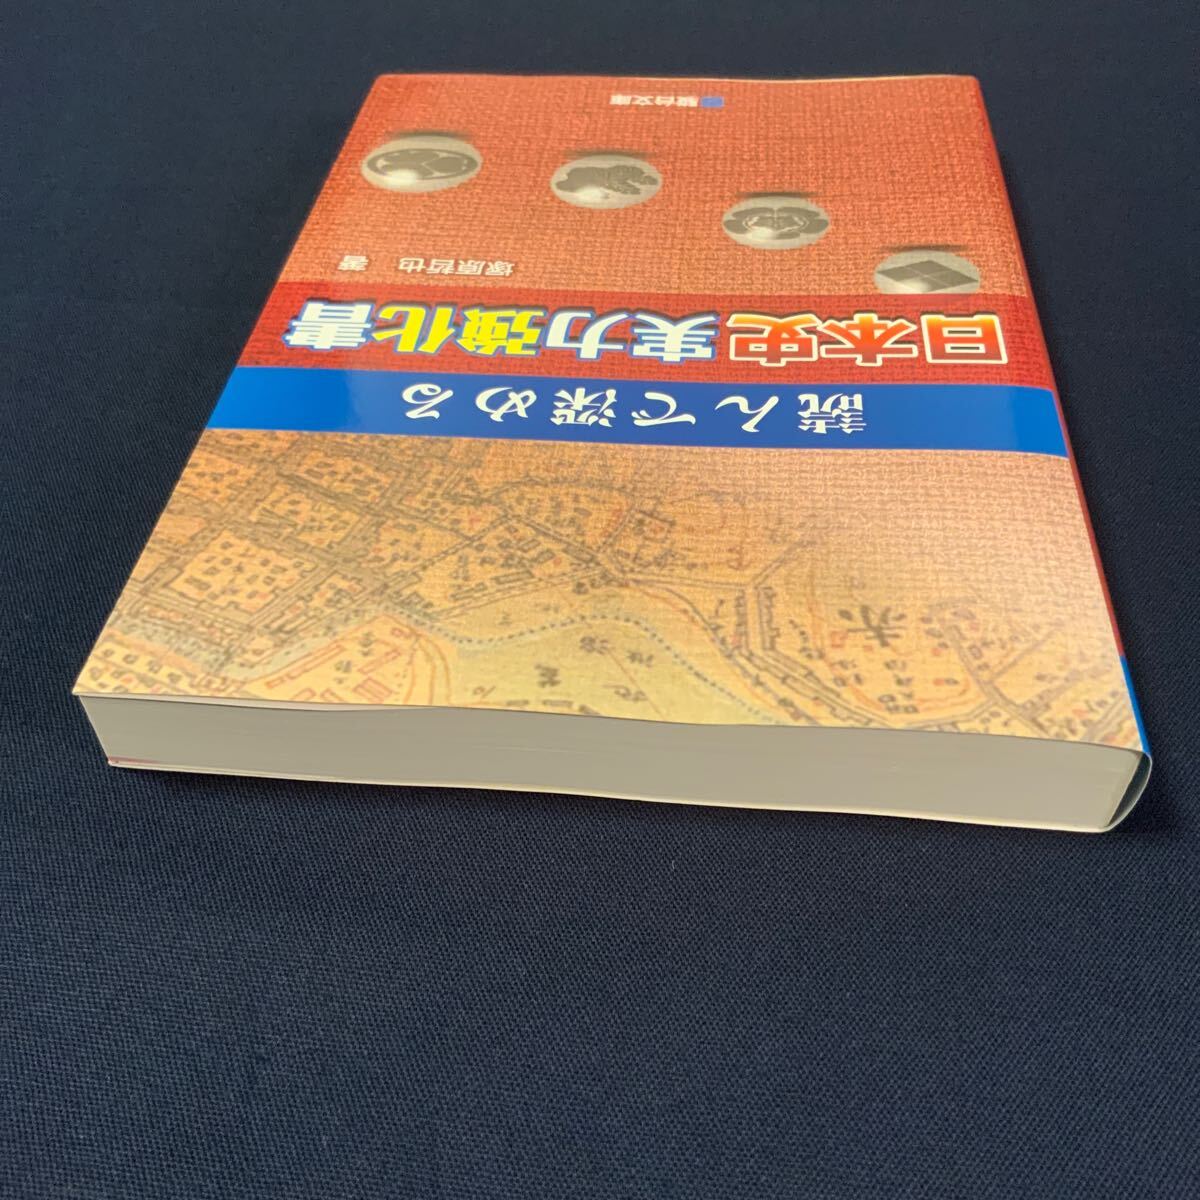 読んで深める
日本史実力強化書
塚原哲也 著
駿台文庫